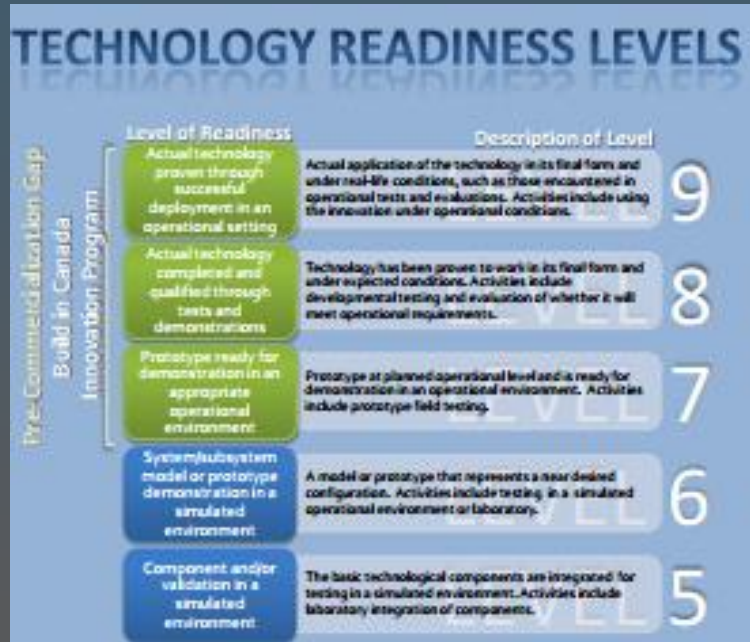 TECHNOLOGY READINESS LEVELS
Level of Readiness
Description of Level
Pre-Commercialization Gap
Build in Canada
Innovation Program
Actual technology
proven through
successful
deployment in an
operational setting
Actual application of the technology in its final form and
under real-life conditions, such as those encountered in
operational tests and evaluations. Activities include using
the innovation under operational conditions.
LEVEL
9
Actual technology
completed and
qualified through
tests and
demonstrations
Technology has been proven to work in its final form and
under expected conditions. Activities include
developmental testing and evaluation of whether it will
meet operational requirements.
LEVEL
8
Prototype ready for
demonstration in an
appropriate
operational
environment
Prototype at planned operational level and is ready for
demonstration in an operational environment. Activities
include prototype field testing.
LEVEL
7
System/subsystem
model or prototype
demonstration in a
simulated
environment
A model or prototype that represents a near desired
configuration. Activities include testing in a simulated
operational environment or laboratory.
LEVEL
6
Component and/or
validation in a
simulated
environment
The basic technological components are integrated for
testing in a simulated environment. Activities include
laboratory integration of components.
LEVEL
5